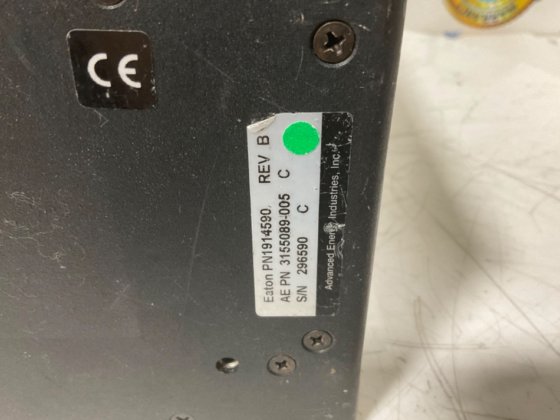 CE
Eaton PN1914590. REV B
AE PN 3155089-005 C
S/N 296590 C
Advanced Energy Industries, Inc.